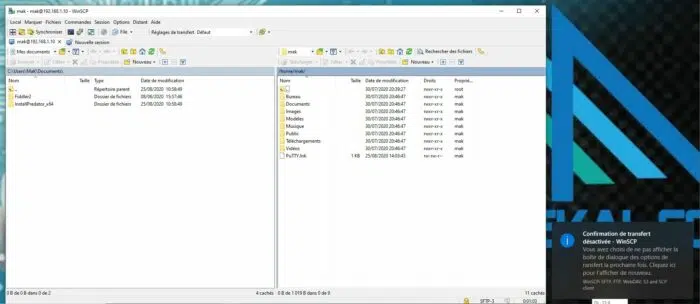 mak - mak@192.168.1.10 - WinSCP
Local Marquer Fichiers Commandes Session Options Distant Aide
Synchroniser File Réglages de transfert Défaut
mak@192.168.1.10 Nouvelle session
Mes documents mak Rechercher des fichiers
Nouveau Télécharger Éditer Nouveau
C:\Users\Mak\Documents\ /home/mak/
Nom Taille Type Date de modification
.. Répertoire parent 25/08/2020 10:58:49
Fiddler2 Dossier de fichiers 08/06/2020 15:57:46
InstallPredator_x64 Dossier de fichiers 25/08/2020 10:58:49
Nom Taille Date de modification Droits Proprié...
.. 30/07/2020 20:39:27 rwxr-xr-x root
Bureau 30/07/2020 20:46:47 rwxr-xr-x mak
Documents 30/07/2020 20:46:47 rwxr-xr-x mak
Images 30/07/2020 20:46:47 rwxr-xr-x mak
Modèles 30/07/2020 20:46:47 rwxr-xr-x mak
Musique 30/07/2020 20:46:47 rwxr-xr-x mak
Public 30/07/2020 20:46:47 rwxr-xr-x mak
Téléchargements 30/07/2020 20:46:47 rwxr-xr-x mak
Vidéos 30/07/2020 20:46:47 rwxr-xr-x mak
PuTTY.lnk 1 KB 25/08/2020 14:03:45 rw-rw-r-- mak
0 B de 0 B dans 0 de 2 4 cachés
0 B de 1 019 B dans 0 de 9 11 cachés
SFTP-3 0:01:03
Confirmation de transfert
désactivée - WinSCP
Vous avez choisi de ne pas afficher la
boîte de dialogue des options de
transfert la prochaine fois. Cliquez ici
pour l'afficher de nouveau.
WinSCP: SFTP, FTP, WebDAV, S3 and SCP
client